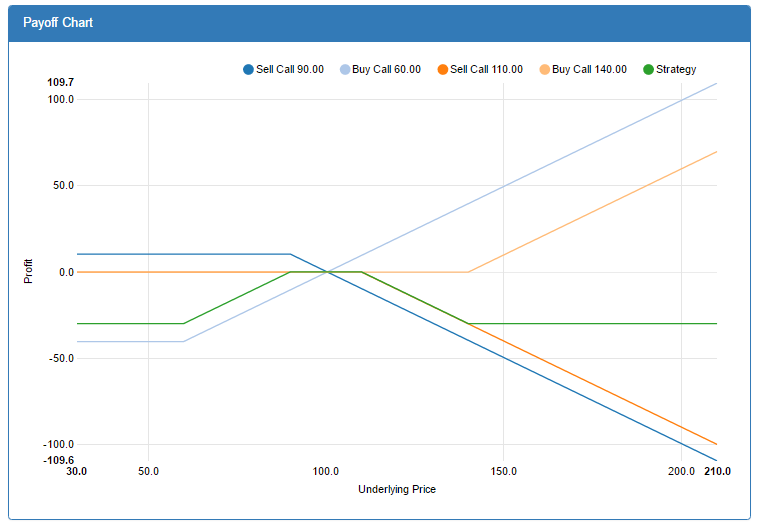 Payoff Chart
Sell Call 90.00 Buy Call 60.00 Sell Call 110.00 Buy Call 140.00 Strategy
109.7
100.0
50.0
0.0
-50.0
-100.0
-109.6
Profit
30.0 50.0 100.0 150.0 200.0 210.0
Underlying Price